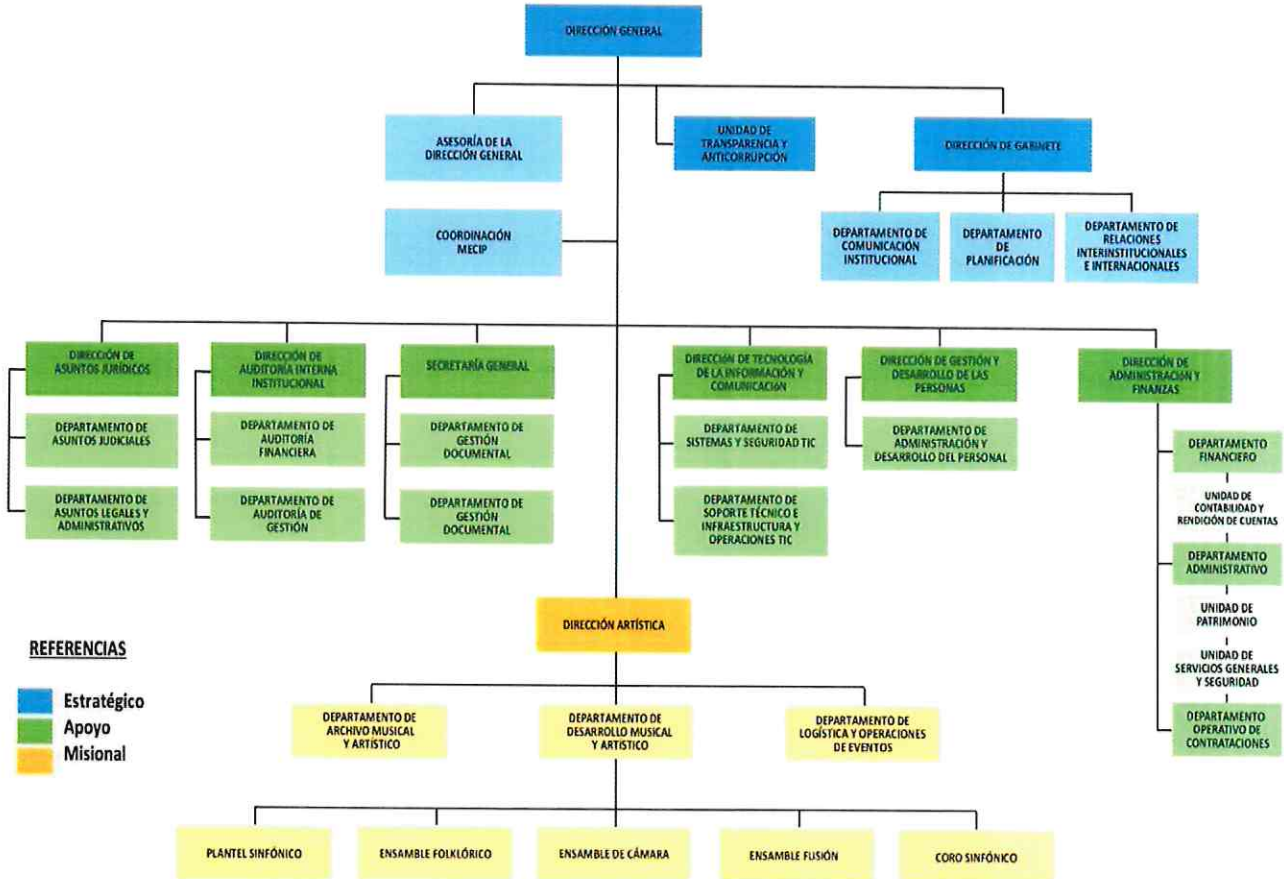 DIRECCIÓN GENERAL
ASESORÍA DE LA
DIRECCIÓN GENERAL
UNIDAD DE
TRANSPARENCIA Y
ANTICORRUPCIÓN
DIRECCIÓN DE GABINETE
COORDINACIÓN
MECIP
DEPARTAMENTO DE
COMUNICACIÓN
INSTITUCIONAL
DEPARTAMENTO
DE
PLANIFICACIÓN
DEPARTAMENTO DE
RELACIONES
INTERINSTITUCIONALES
E INTERNACIONALES
DIRECCIÓN DE
ASUNTOS JURÍDICOS
DEPARTAMENTO DE
ASUNTOS JUDICIALES
DEPARTAMENTO DE
ASUNTOS LEGALES Y
ADMINISTRATIVOS
DIRECCIÓN DE
AUDITORÍA INTERNA
INSTITUCIONAL
DEPARTAMENTO DE
AUDITORÍA
FINANCIERA
DEPARTAMENTO DE
AUDITORÍA DE
GESTIÓN
SECRETARÍA GENERAL
DEPARTAMENTO DE
GESTIÓN
DOCUMENTAL
DEPARTAMENTO DE
GESTIÓN
DOCUMENTAL
DIRECCIÓN DE TECNOLOGÍA
DE LA INFORMACIÓN Y
COMUNICACIÓN
DEPARTAMENTO DE
SISTEMAS Y SEGURIDAD TIC
DEPARTAMENTO DE
SOPORTE TÉCNICO E
INFRAESTRUCTURA Y
OPERACIONES TIC
DIRECCIÓN DE GESTIÓN Y
DESARROLLO DE LAS
PERSONAS
DEPARTAMENTO DE
ADMINISTRACIÓN Y
DESARROLLO DEL PERSONAL
DIRECCIÓN DE
ADMINISTRACIÓN Y
FINANZAS
DEPARTAMENTO
FINANCIERO
UNIDAD DE
CONTABILIDAD Y
RENDICIÓN DE CUENTAS
DEPARTAMENTO
ADMINISTRATIVO
UNIDAD DE
PATRIMONIO
UNIDAD DE
SERVICIOS GENERALES
Y SEGURIDAD
DEPARTAMENTO
OPERATIVO DE
CONTRATACIONES
DIRECCIÓN ARTÍSTICA
REFERENCIAS
Estratégico
Apoyo
Misional
DEPARTAMENTO DE
ARCHIVO MUSICAL
Y ARTÍSTICO
DEPARTAMENTO DE
DESARROLLO MUSICAL
Y ARTÍSTICO
DEPARTAMENTO DE
LOGÍSTICA Y OPERACIONES
DE EVENTOS
PLANTEL SINFÓNICO
ENSAMBLE FOLKLÓRICO
ENSAMBLE DE CÁMARA
ENSAMBLE FUSIÓN
CORO SINFÓNICO